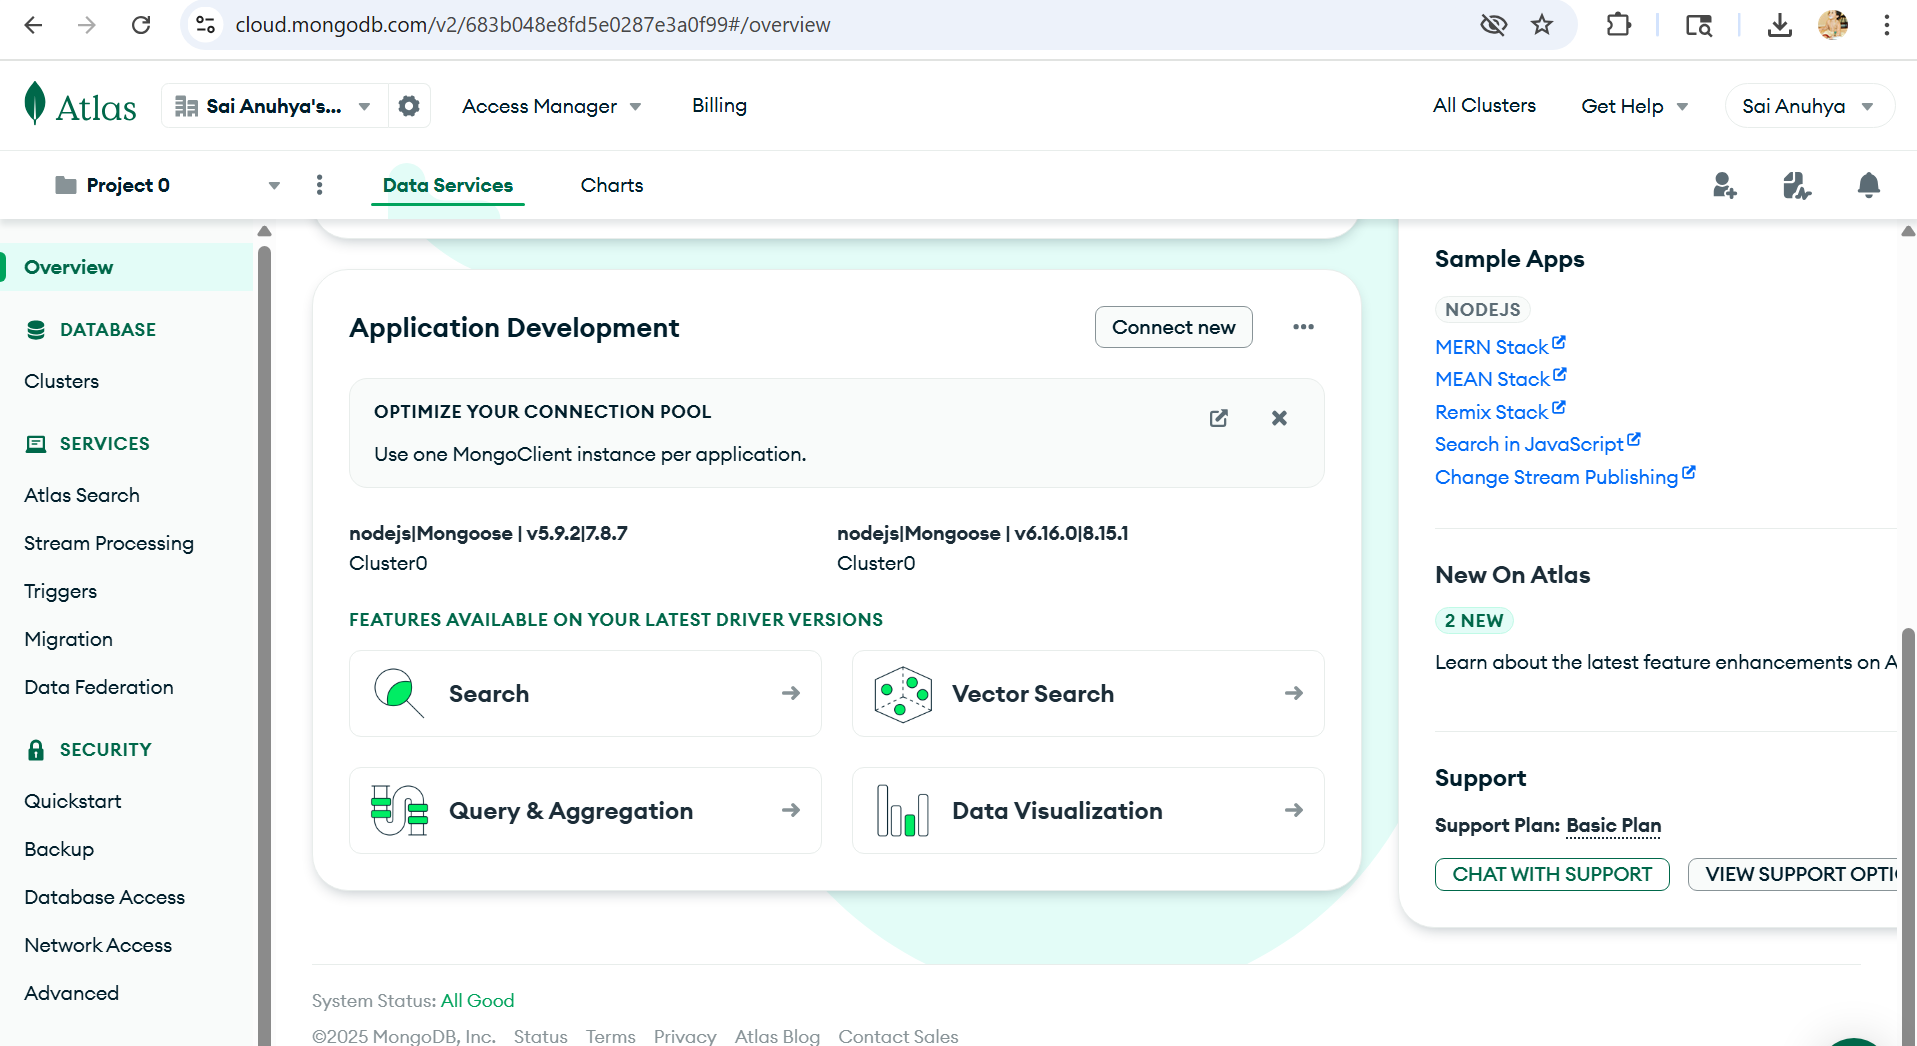 cloud.mongodb.com/v2/683b048e8fd5e0287e3a0f99#/overview
Atlas
Sai Anuhya's...
Access Manager
Billing
All Clusters
Get Help
Sai Anuhya
Project 0
Data Services
Charts
Overview
DATABASE
Clusters
SERVICES
Atlas Search
Stream Processing
Triggers
Migration
Data Federation
SECURITY
Quickstart
Backup
Database Access
Network Access
Advanced
Application Development
Connect new
OPTIMIZE YOUR CONNECTION POOL
Use one MongoClient instance per application.
nodejs|Mongoose | v5.9.2|7.8.7
Cluster0
nodejs|Mongoose | v6.16.0|8.15.1
Cluster0
FEATURES AVAILABLE ON YOUR LATEST DRIVER VERSIONS
Search
Vector Search
Query & Aggregation
Data Visualization
Sample Apps
NODEJS
MERN Stack
MEAN Stack
Remix Stack
Search in JavaScript
Change Stream Publishing
New On Atlas
2 NEW
Learn about the latest feature enhancements on A
Support
Support Plan: Basic Plan
CHAT WITH SUPPORT
VIEW SUPPORT OPTI
System Status: All Good
©2025 MongoDB, Inc. Status Terms Privacy Atlas Blog Contact Sales